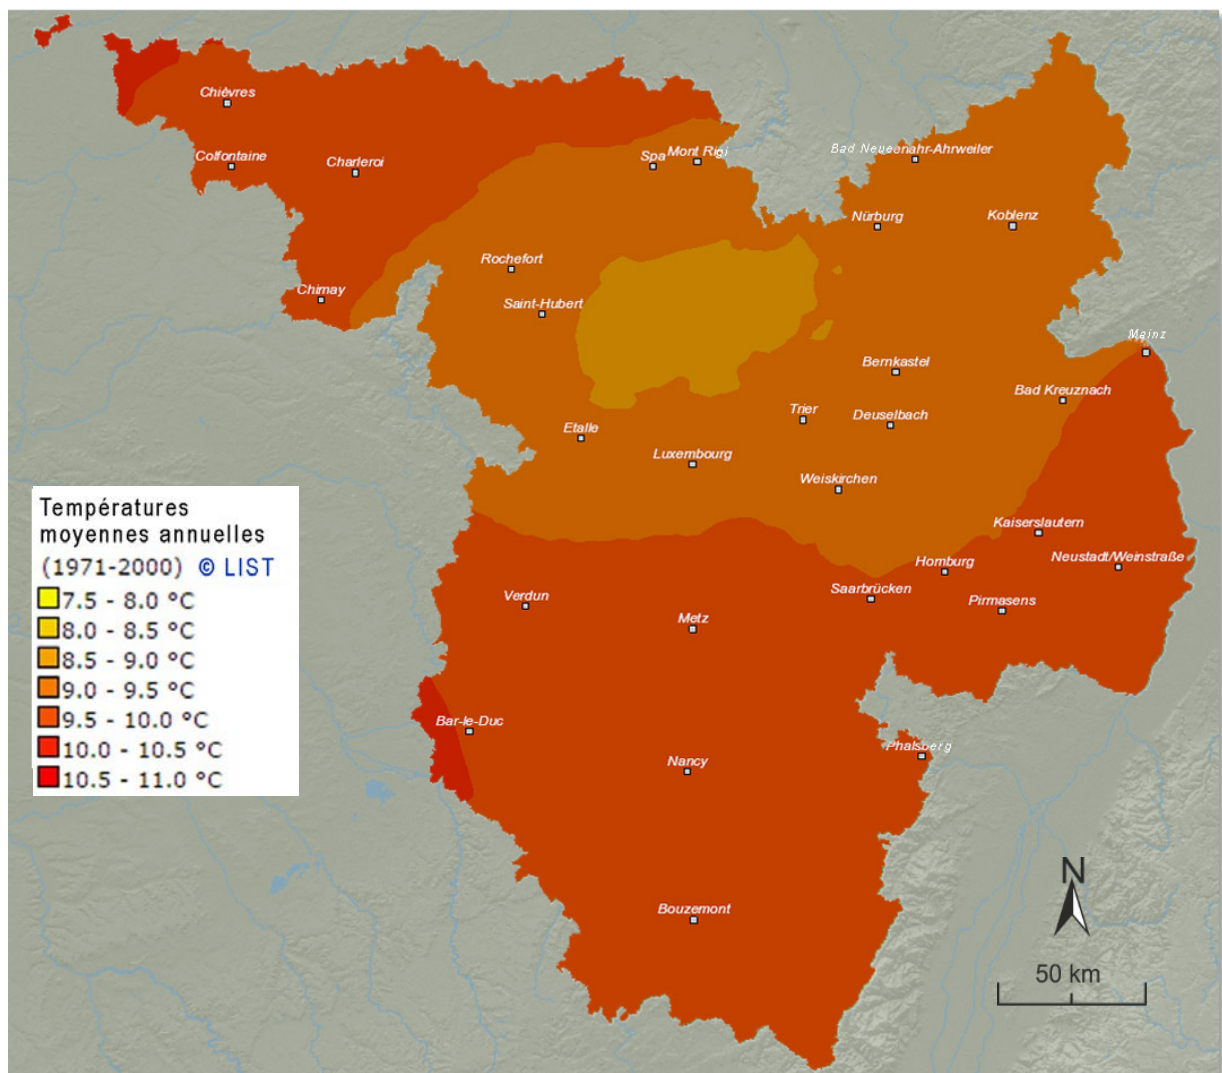 Chièvres
Colfontaine
Charleroi
Spa
Mont Rigi
Bad Neuenahr-Ahrweiler
Nürburg
Koblenz
Rochefort
Chimay
Saint-Hubert
Mainz
Bernkastel
Bad Kreuznach
Trier
Deuselbach
Etalle
Luxembourg
Weiskirchen
Kaiserslautern
Neustadt/Weinstraße
Homburg
Saarbrücken
Pirmasens
Verdun
Metz
Bar-le-Duc
Phalsberg
Nancy
Bouzemont
Températures
moyennes annuelles
(1971-2000) © LIST
7.5 - 8.0 °C
8.0 - 8.5 °C
8.5 - 9.0 °C
9.0 - 9.5 °C
9.5 - 10.0 °C
10.0 - 10.5 °C
10.5 - 11.0 °C
N
50 km